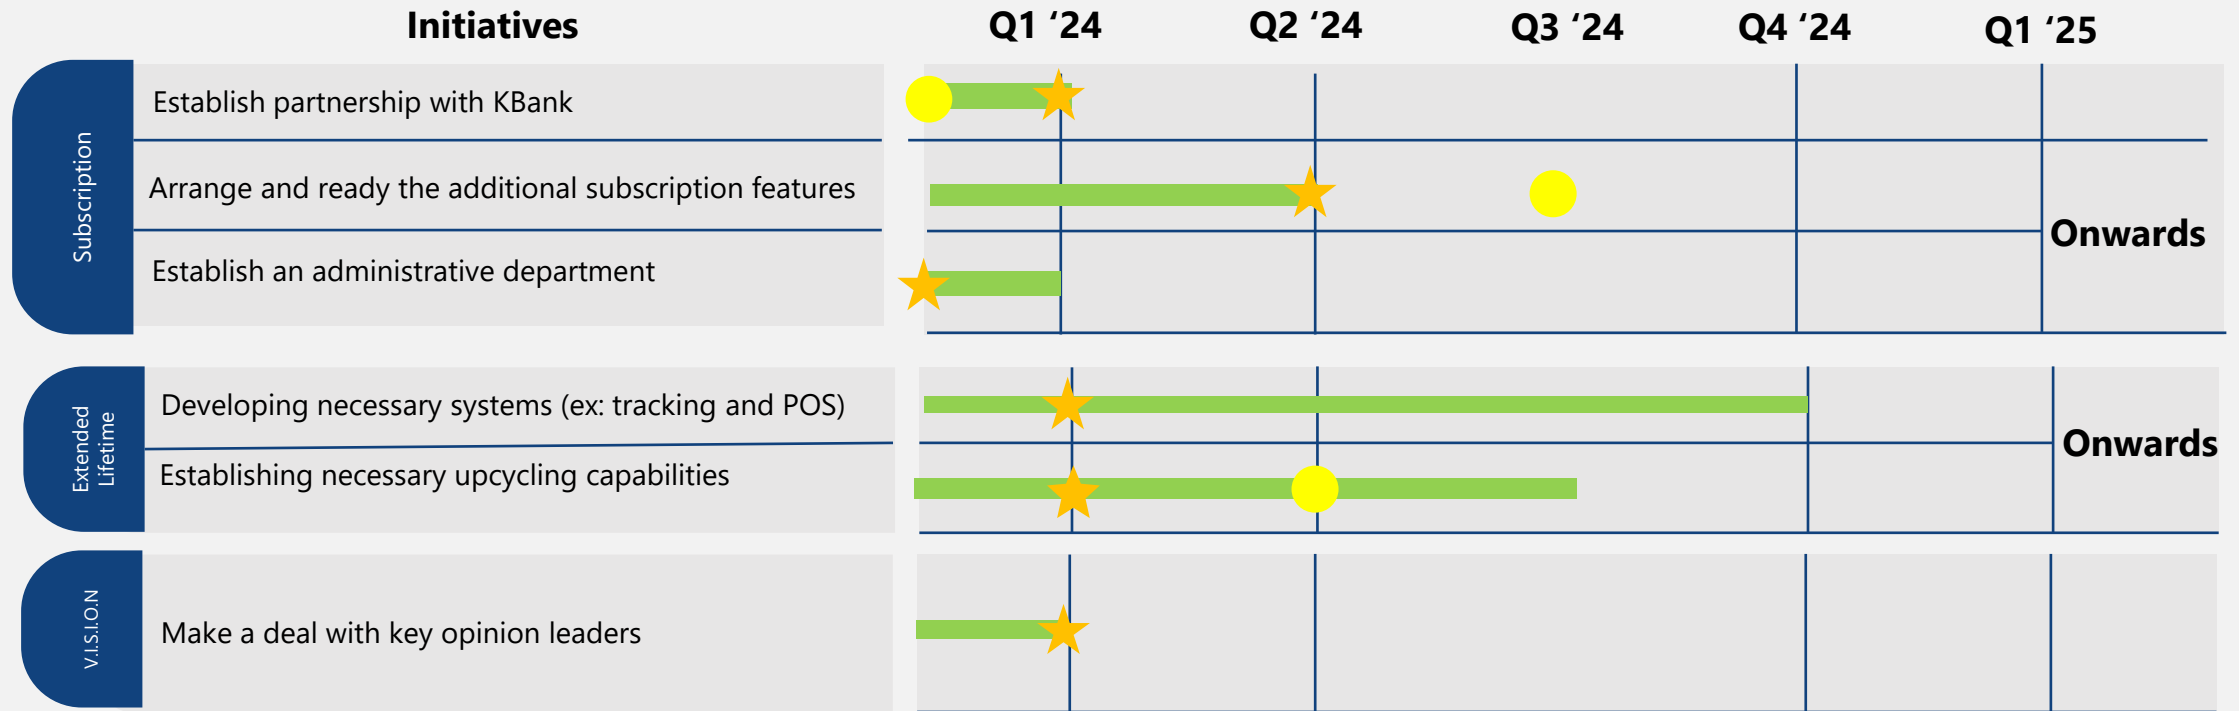 Initiatives
Q1 ‘24
Q2 ‘24
Q3 ‘24
Q4 ‘24
Q1 ‘25
Subscription
Establish partnership with KBank
Arrange and ready the additional subscription features
Establish an administrative department
Onwards
Extended
Lifetime
Developing necessary systems (ex: tracking and POS)
Establishing necessary upcycling capabilities
Onwards
V.I.S.I.O.N
Make a deal with key opinion leaders